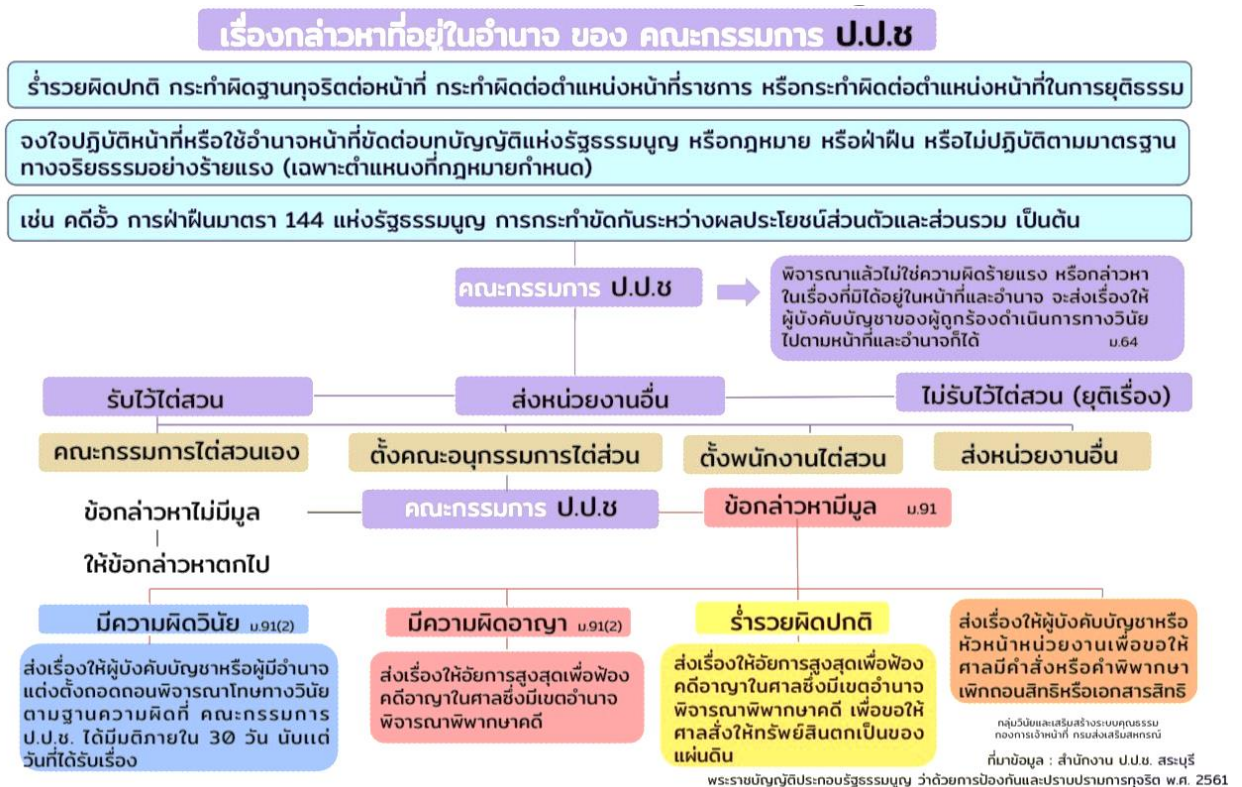 เรื่องกล่าวหาที่อยู่ในอำนาจ ของ คณะกรรมการ ป.ป.ช
ร่ำรวยผิดปกติ กระทำผิดฐานทุจริตต่อหน้าที่ กระทำผิดต่อตำแหน่งหน้าที่ราชการ หรือกระทำผิดต่อตำแหน่งหน้าที่ในการยุติธรรม
จงใจปฏิบัติหน้าที่หรือใช้อำนาจหน้าที่ขัดต่อบทบัญญัติแห่งรัฐธรรมนูญ หรือกฎหมาย หรือฝ่าฝืน หรือไม่ปฏิบัติตามมาตรฐาน
ทางจริยธรรมอย่างร้ายแรง (เฉพาะตำแหนงที่กฎหมายกำหนด)
เช่น คดีอั้ว การฝ่าฝืนมาตรา 144 แห่งรัฐธรรมนูญ การกระทำขัดกันระหว่างผลประโยชน์ส่วนตัวและส่วนรวม เป็นต้น
คณะกรรมการ ป.ป.ช
พิจารณาแล้วไม่ใช่ความผิดร้ายแรง หรือกล่าวหา
ในเรื่องที่มิได้อยู่ในหน้าที่และอำนาจ จะส่งเรื่องให้
ผู้บังคับบัญชาของผู้ถูกร้องดำเนินการทางวินัย
ไปตามหน้าที่และอำนาจก็ได้ ม.64
รับไว้ไต่สวน
ส่งหน่วยงานอื่น
ไม่รับไว้ไต่สวน (ยุติเรื่อง)
คณะกรรมการไต่สวนเอง
ตั้งคณะอนุกรรมการไต่ส่วน
ตั้งพนักงานไต่สวน
ส่งหน่วยงานอื่น
ข้อกล่าวหาไม่มีมูล
คณะกรรมการ ป.ป.ช
ข้อกล่าวหามีมูล ม.91
ให้ข้อกล่าวหาตกไป
มีความผิดวินัย ม.91(2)
ส่งเรื่องให้ผู้บังคับบัญชาหรือผู้มีอำนาจ
แต่งตั้งถอดถอนพิจารณาโทษทางวินัย
ตามฐานความผิดที่ คณะกรรมการ
ป.ป.ช. ได้มีมติภายใน 30 วัน นับแต่
วันที่ได้รับเรื่อง
มีความผิดอาญา ม.91(2)
ส่งเรื่องให้อัยการสูงสุดเพื่อฟ้อง
คดีอาญาในศาลซึ่งมีเขตอำนาจ
พิจารณาพิพากษาคดี
ร่ำรวยผิดปกติ
ส่งเรื่องให้อัยการสูงสุดเพื่อฟ้อง
คดีอาญาในศาลซึ่งมีเขตอำนาจ
พิจารณาพิพากษาคดี เพื่อขอให้
ศาลสั่งให้ทรัพย์สินตกเป็นของ
แผ่นดิน
ส่งเรื่องให้ผู้บังคับบัญชาหรือ
หัวหน้าหน่วยงานเพื่อขอให้
ศาลมีคำสั่งหรือคำพิพากษา
เพิกถอนสิทธิหรือเอกสารสิทธิ
กลุ่มวินัยและเสริมสร้างระบบคุณธรรม
กองการเจ้าหน้าที่ กรมส่งเสริมสหกรณ์
ที่มาข้อมูล : สำนักงาน ป.ป.ช. สระบุรี
พระราชบัญญัติประกอบรัฐธรรมนูญ ว่าด้วยการป้องกันและปราบปรามการทุจริต พ.ศ. 2561